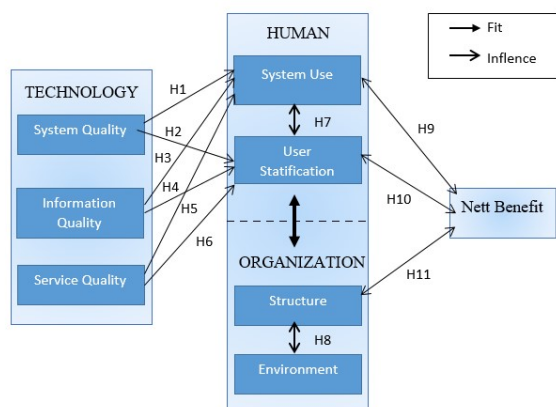 TECHNOLOGY
System Quality
Information
Quality
Service Quality
H1
H2
H3
H4
H5
H6
HUMAN
System Use
H7
User
Statification
ORGANIZATION
Structure
H8
Environment
H9
H10
H11
Nett Benefit
Fit
Inflence